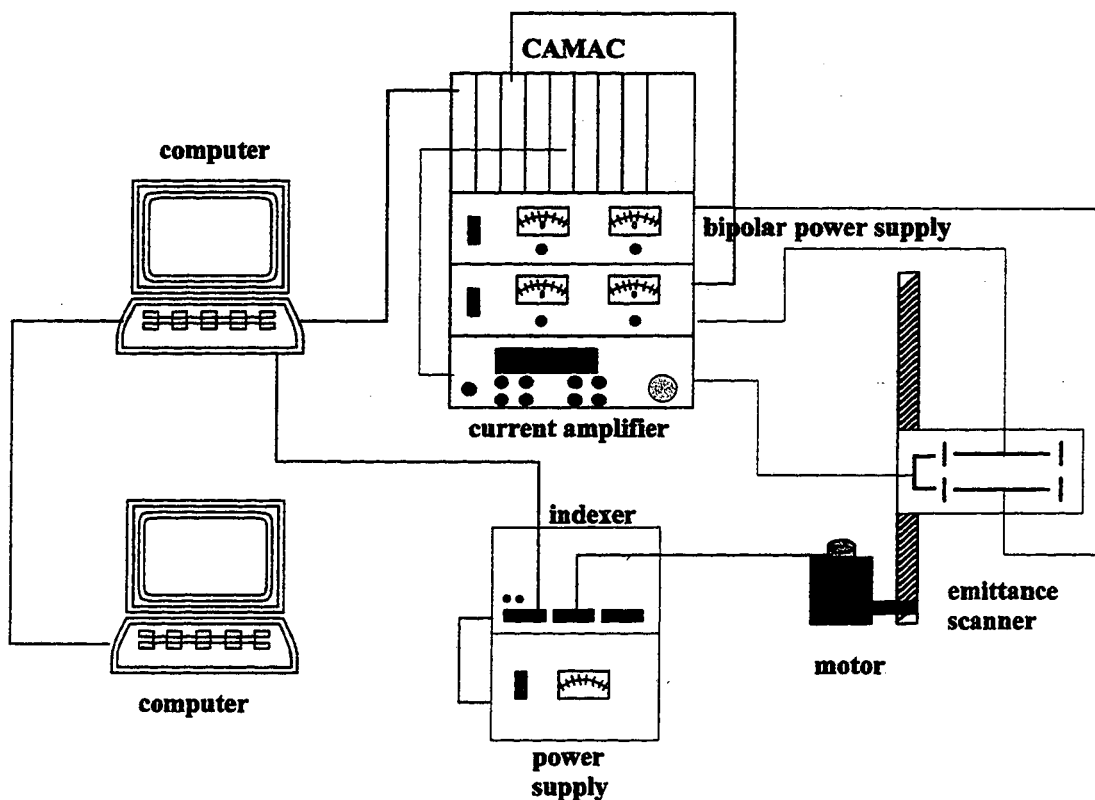 CAMAC
computer
bipolar power supply
current amplifier
indexer
emittance
scanner
motor
computer
power
supply